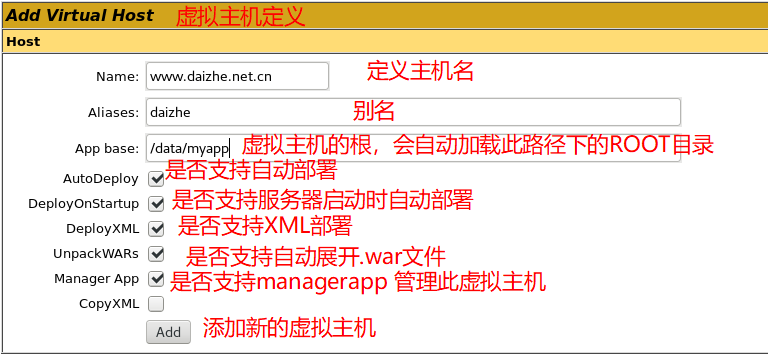 Add Virtual Host 虚拟主机定义
Host
Name: www.daizhe.net.cn 定义主机名
Aliases: daizhe 别名
App base: /data/myapp 虚拟主机的根，会自动加载此路径下的ROOT目录
AutoDeploy 是否支持自动部署
DeployOnStartup 是否支持服务器启动时自动部署
DeployXML 是否支持XML部署
UnpackWARs 是否支持自动展开.war文件
Manager App 是否支持managerapp 管理此虚拟主机
CopyXML
Add 添加新的虚拟主机